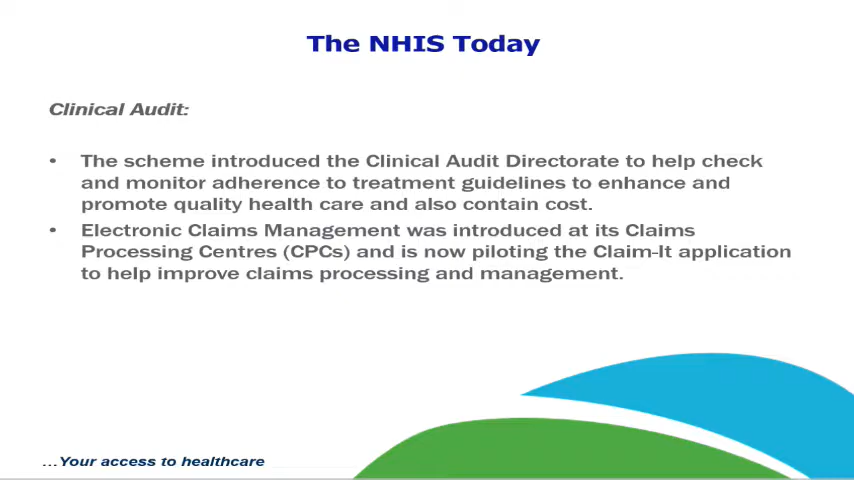 The NHIS Today
Clinical Audit:
• The scheme introduced the Clinical Audit Directorate to help check
and monitor adherence to treatment guidelines to enhance and
promote quality health care and also contain cost.
• Electronic Claims Management was introduced at its Claims
Processing Centres (CPCs) and is now piloting the Claim-It application
to help improve claims processing and management.
...Your access to healthcare